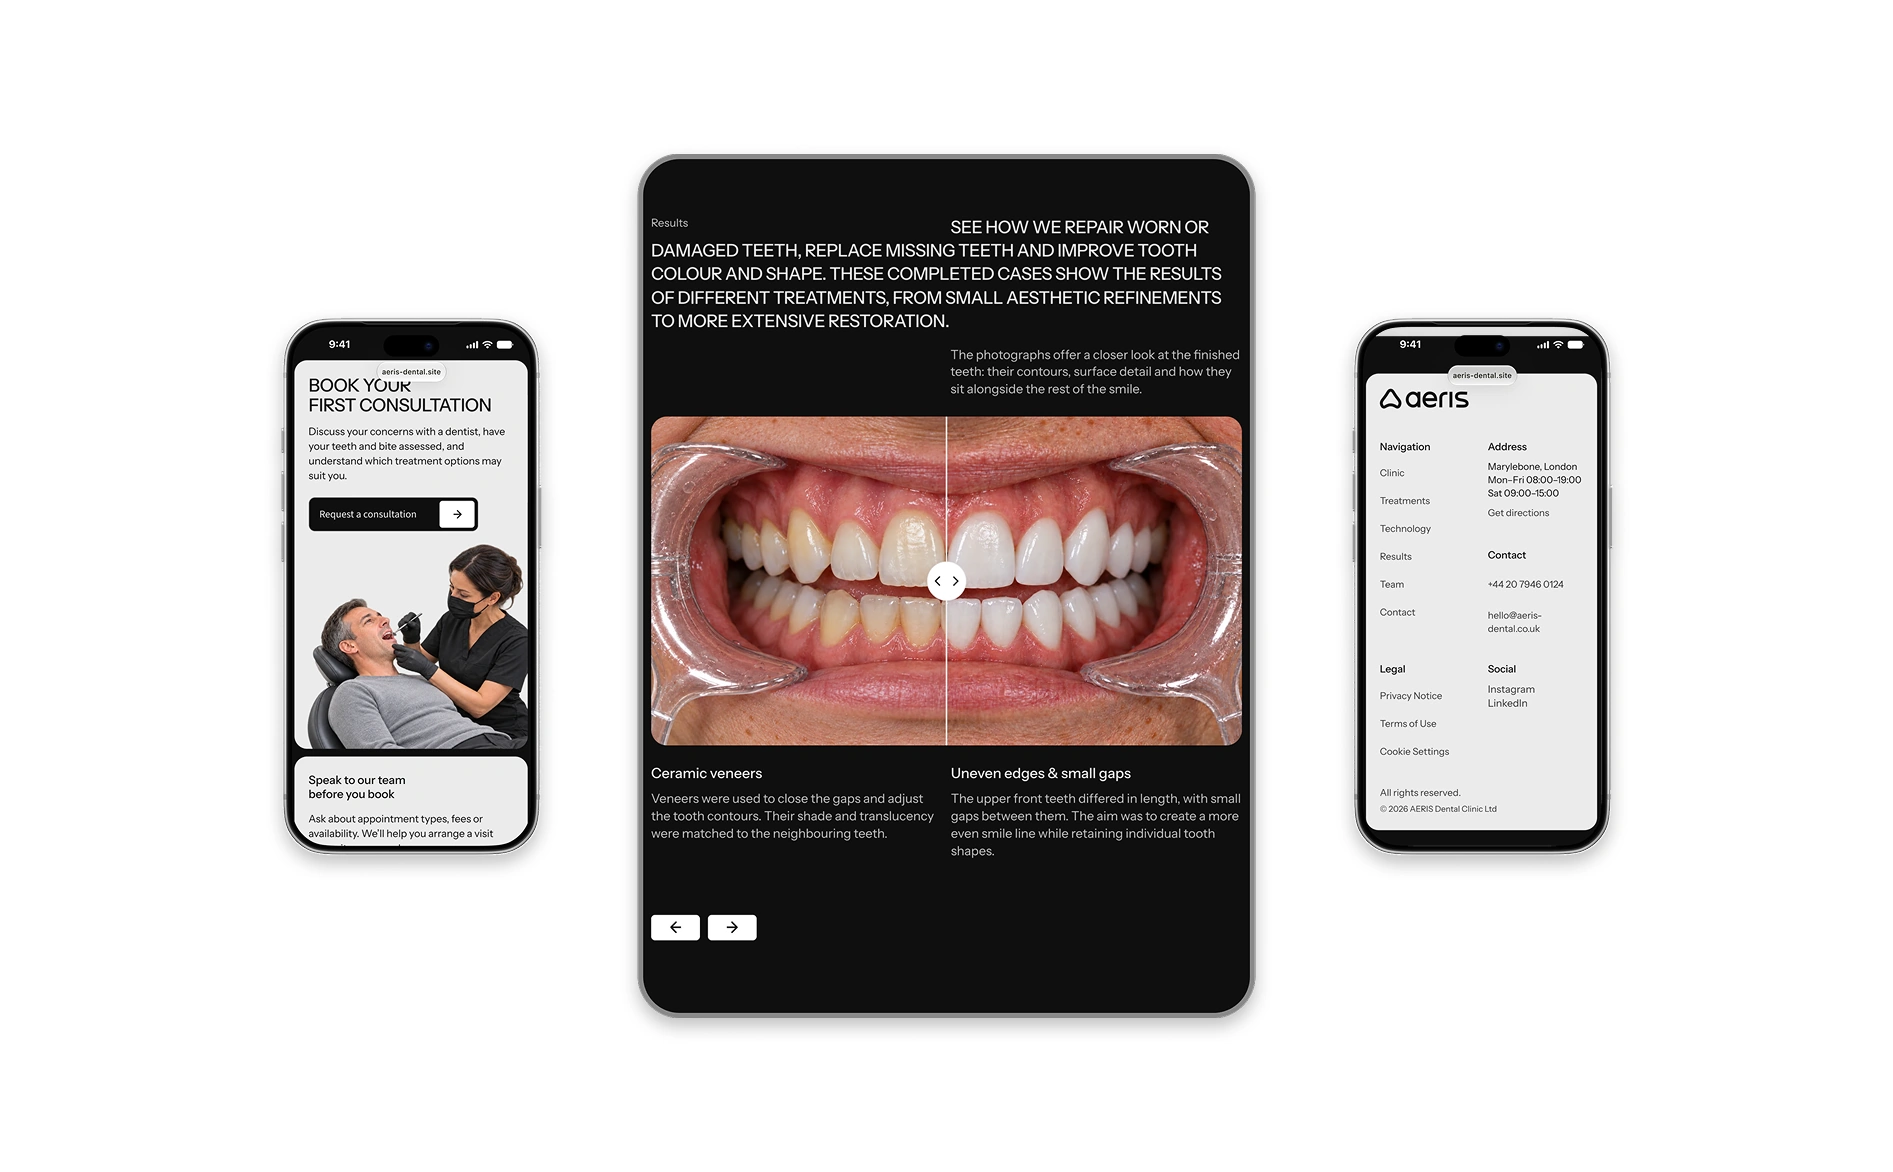 9:41
aeris-dental.site
BOOK YOUR
FIRST CONSULTATION
Discuss your concerns with a dentist, have
your teeth and bite assessed, and
understand which treatment options may
suit you.
Request a consultation
Speak to our team
before you book
Ask about appointment types, fees or
availability. We'll help you arrange a visit
Results
SEE HOW WE REPAIR WORN OR
DAMAGED TEETH, REPLACE MISSING TEETH AND IMPROVE TOOTH
COLOUR AND SHAPE. THESE COMPLETED CASES SHOW THE RESULTS
OF DIFFERENT TREATMENTS, FROM SMALL AESTHETIC REFINEMENTS
TO MORE EXTENSIVE RESTORATION.
The photographs offer a closer look at the finished
teeth: their contours, surface detail and how they
sit alongside the rest of the smile.
Ceramic veneers
Veneers were used to close the gaps and adjust
the tooth contours. Their shade and translucency
were matched to the neighbouring teeth.
Uneven edges & small gaps
The upper front teeth differed in length, with small
gaps between them. The aim was to create a more
even smile line while retaining individual tooth
shapes.
9:41
aeris-dental.site
aeris
Navigation
Clinic
Treatments
Technology
Results
Team
Contact
Address
Marylebone, London
Mon–Fri 08:00–19:00
Sat 09:00–15:00
Get directions
Contact
+44 20 7946 0124
hello@aeris-
dental.co.uk
Legal
Privacy Notice
Terms of Use
Cookie Settings
Social
Instagram
LinkedIn
All rights reserved.
© 2026 AERIS Dental Clinic Ltd